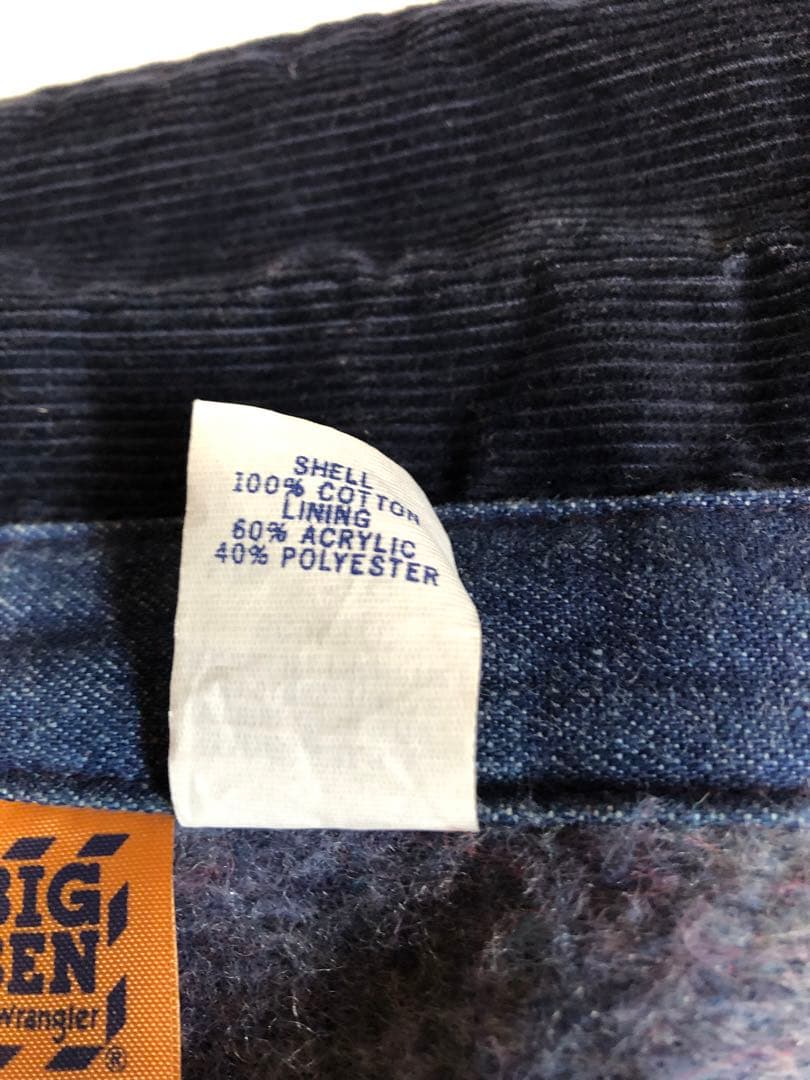 SHELL
100% COTTON
LINING
60% ACRYLIC
40% POLYESTER
BIG
BEN
Wrangler
®